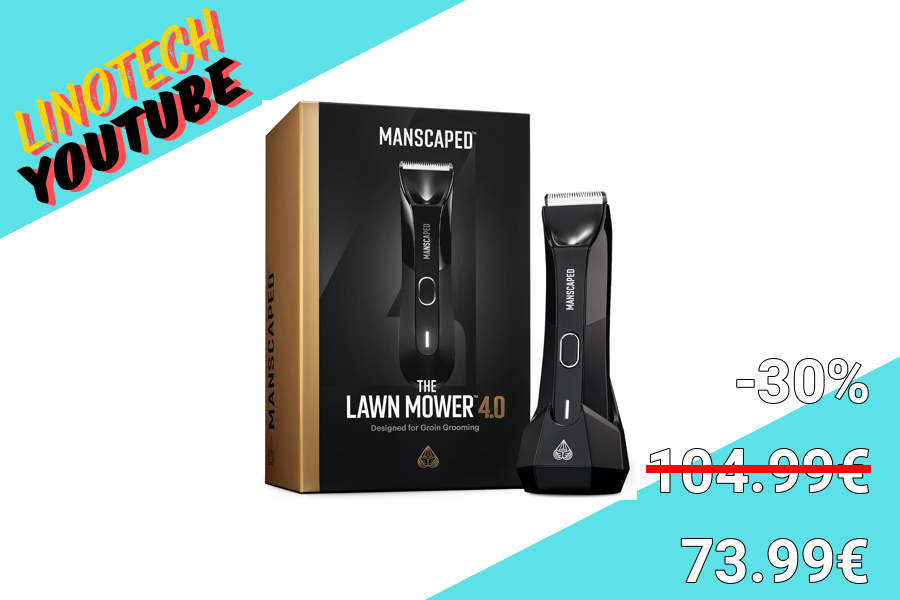 LINOTECH
YOUTUBE
MANSCAPED™
MANSCAPED
MANSCAPED
THE
LAWN MOWER™ 4.0
Designed for Groin Grooming
MANSCAPED
-30%
104.99€
73.99€